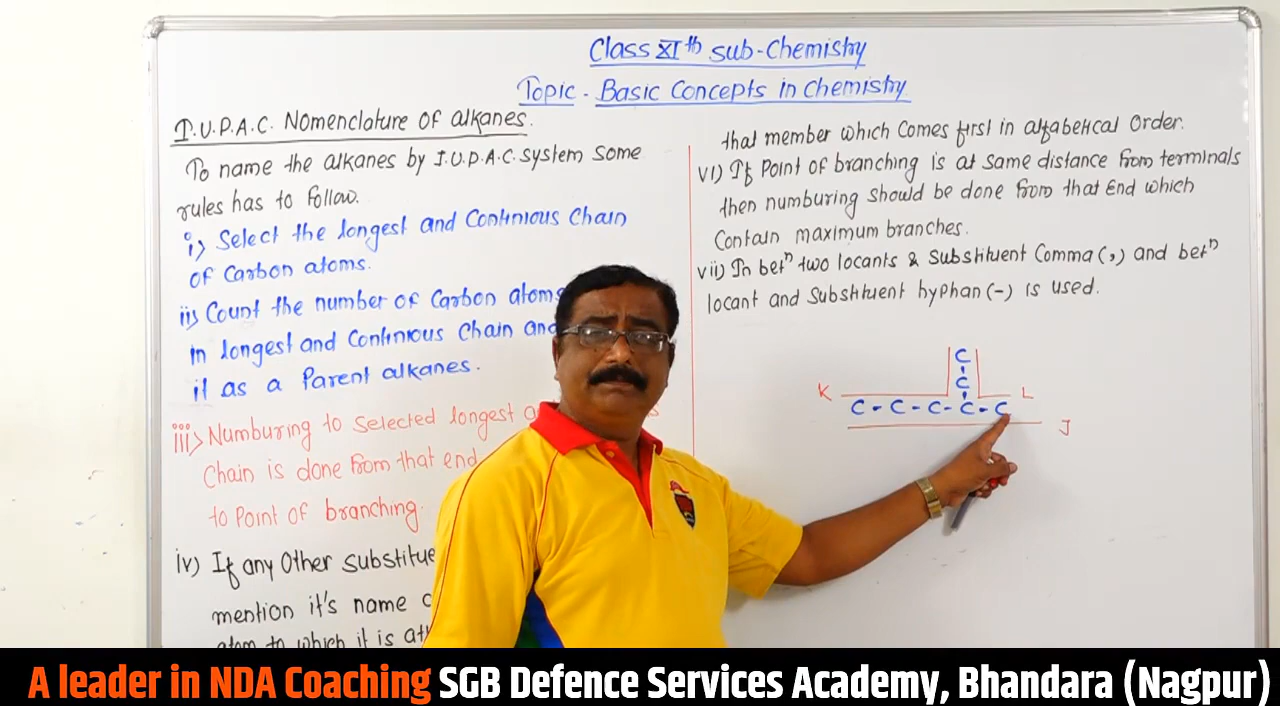 Class XIth sub-Chemistry
Topic - Basic Concepts in Chemistry
I.U.P.A.C. Nomenclature of alkanes.
To name the alkanes by I.U.P.A.C. system some
rules has to follow.
i) Select the longest and Continious Chain
of Carbon atoms.
ii) Count the number of Carbon atoms
in longest and Continious Chain and
it as a Parent alkanes.
iii) Numburing to selected longest
Chain is done from that end
to Point of branching.
iv) If any Other substitue
mention it's name
atom to which it is att
that member which Comes first in alfabetical Order.
vi) If Point of branching is at same distance from terminals
then numburing should be done from that End which
Contain maximum branches.
vii) In betn two locants & Substituent Comma (,) and betn
locant and Substituent hyphan (-) is used.
C
C
K L
C - C - C - C - C
J
A leader in NDA Coaching SGB Defence Services Academy, Bhandara (Nagpur)